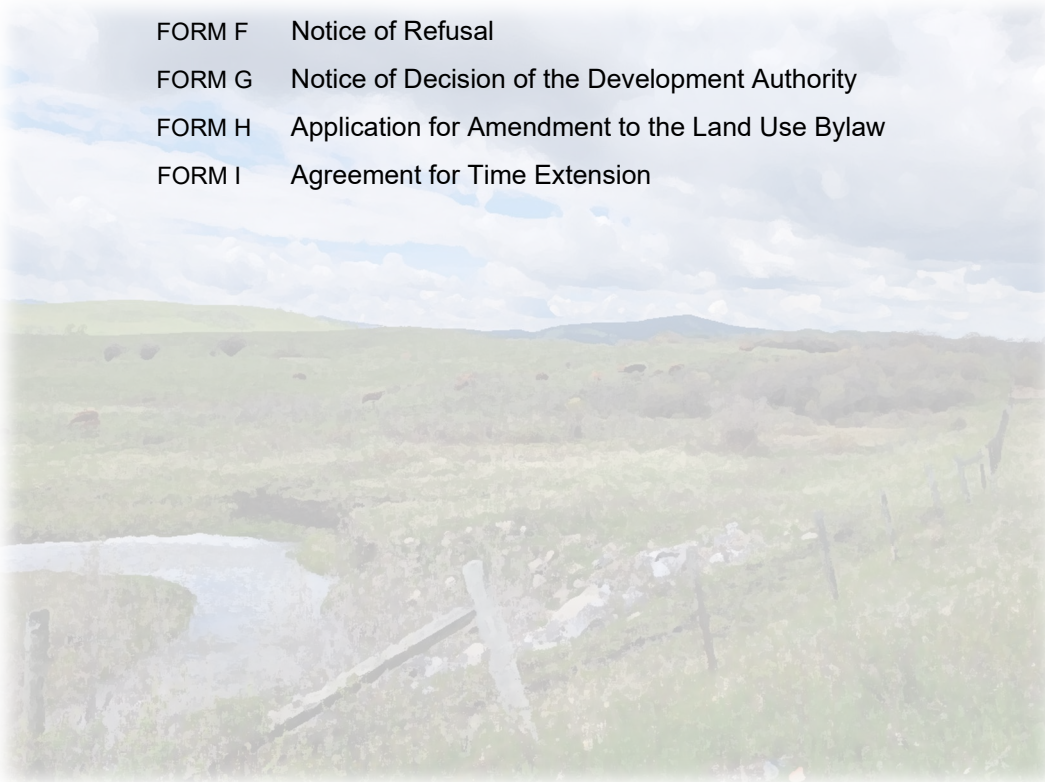 FORM F Notice of Refusal
FORM G Notice of Decision of the Development Authority
FORM H Application for Amendment to the Land Use Bylaw
FORM I Agreement for Time Extension